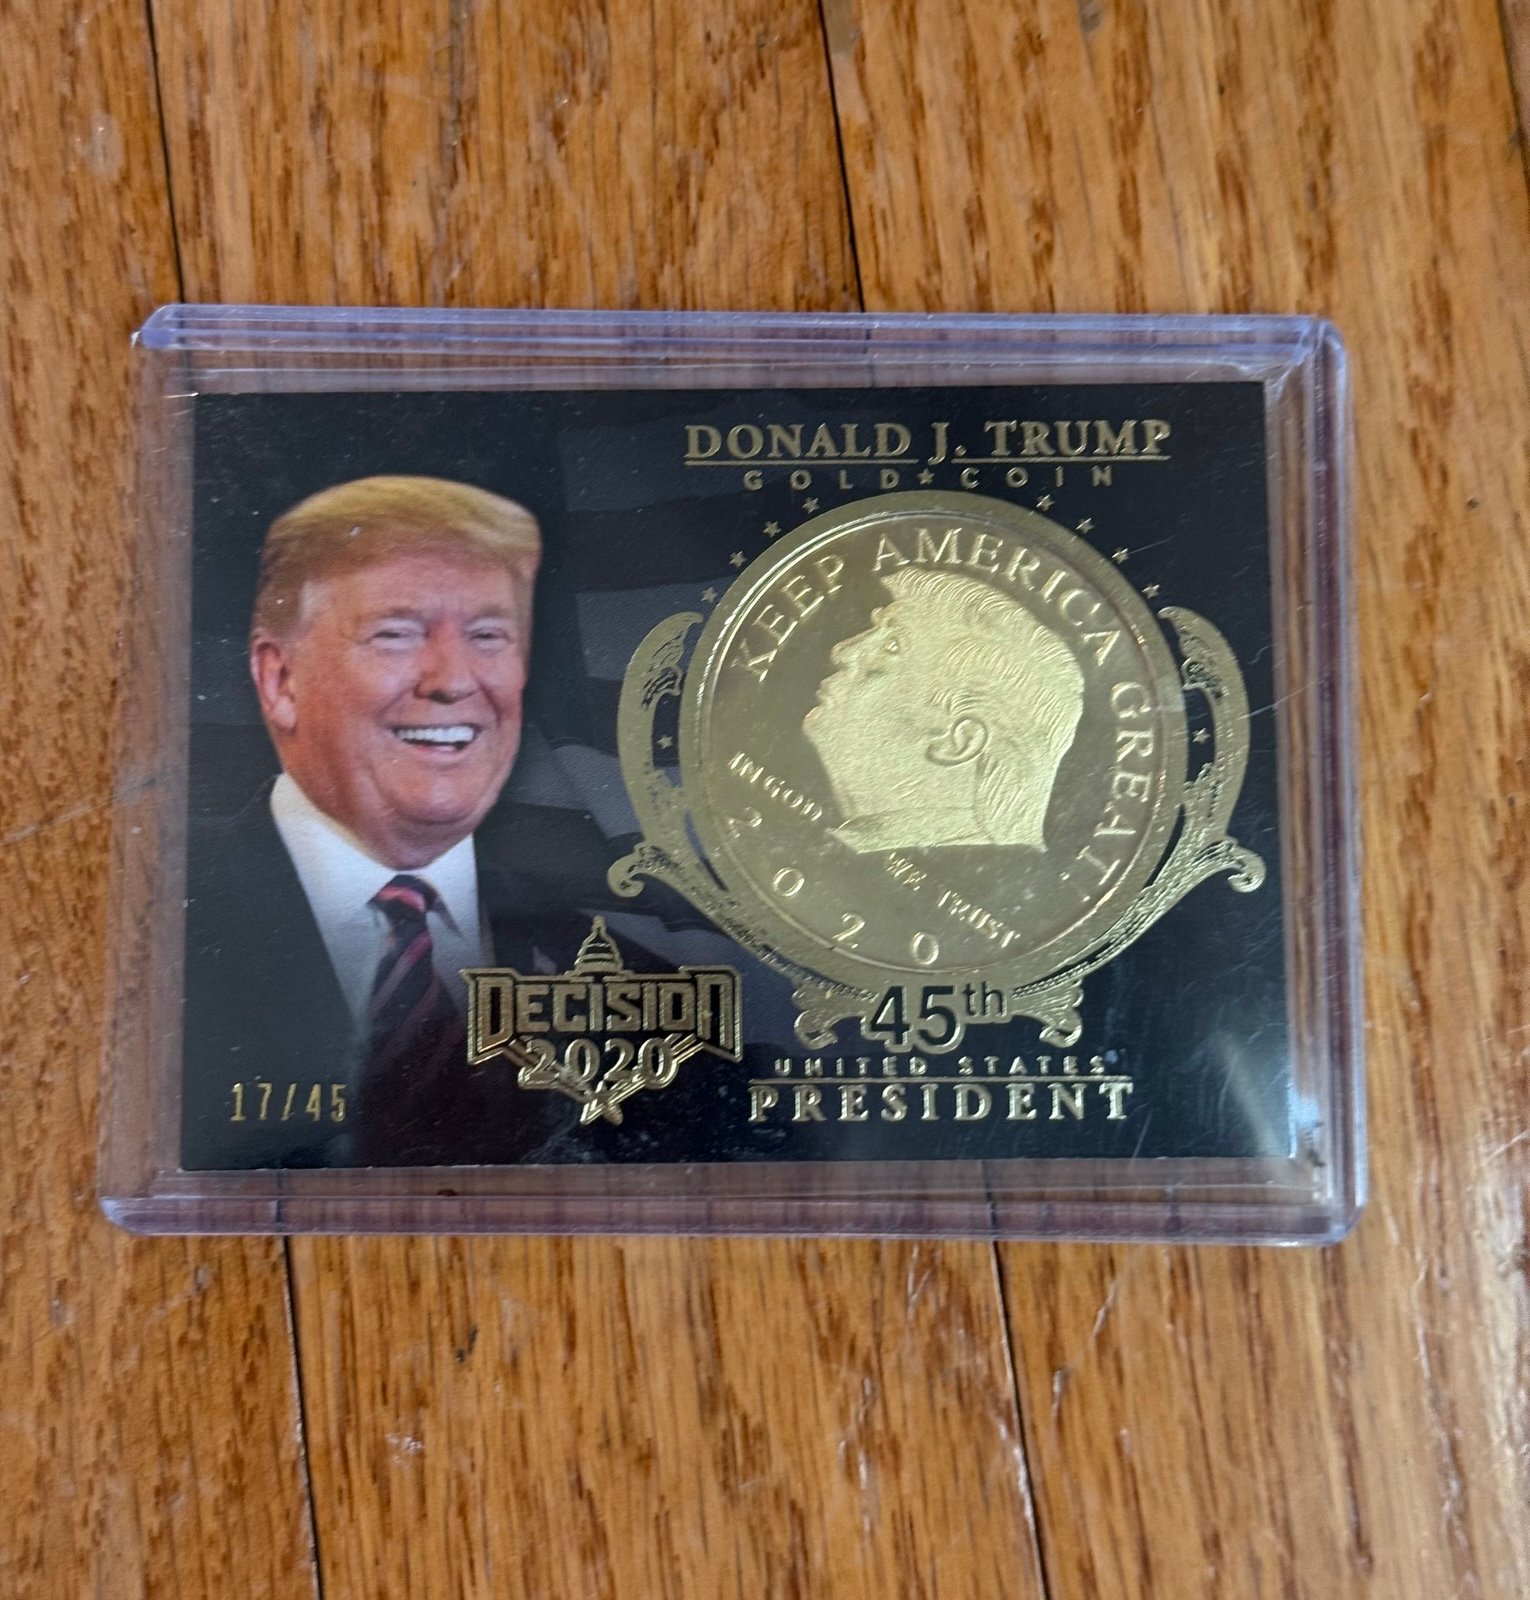 DONALD J. TRUMP
GOLD★COIN
KEEP AMERICA GREAT!
IN GOD WE TRUST
2020
DECISION
2020
45th
UNITED STATES
PRESIDENT
17/45